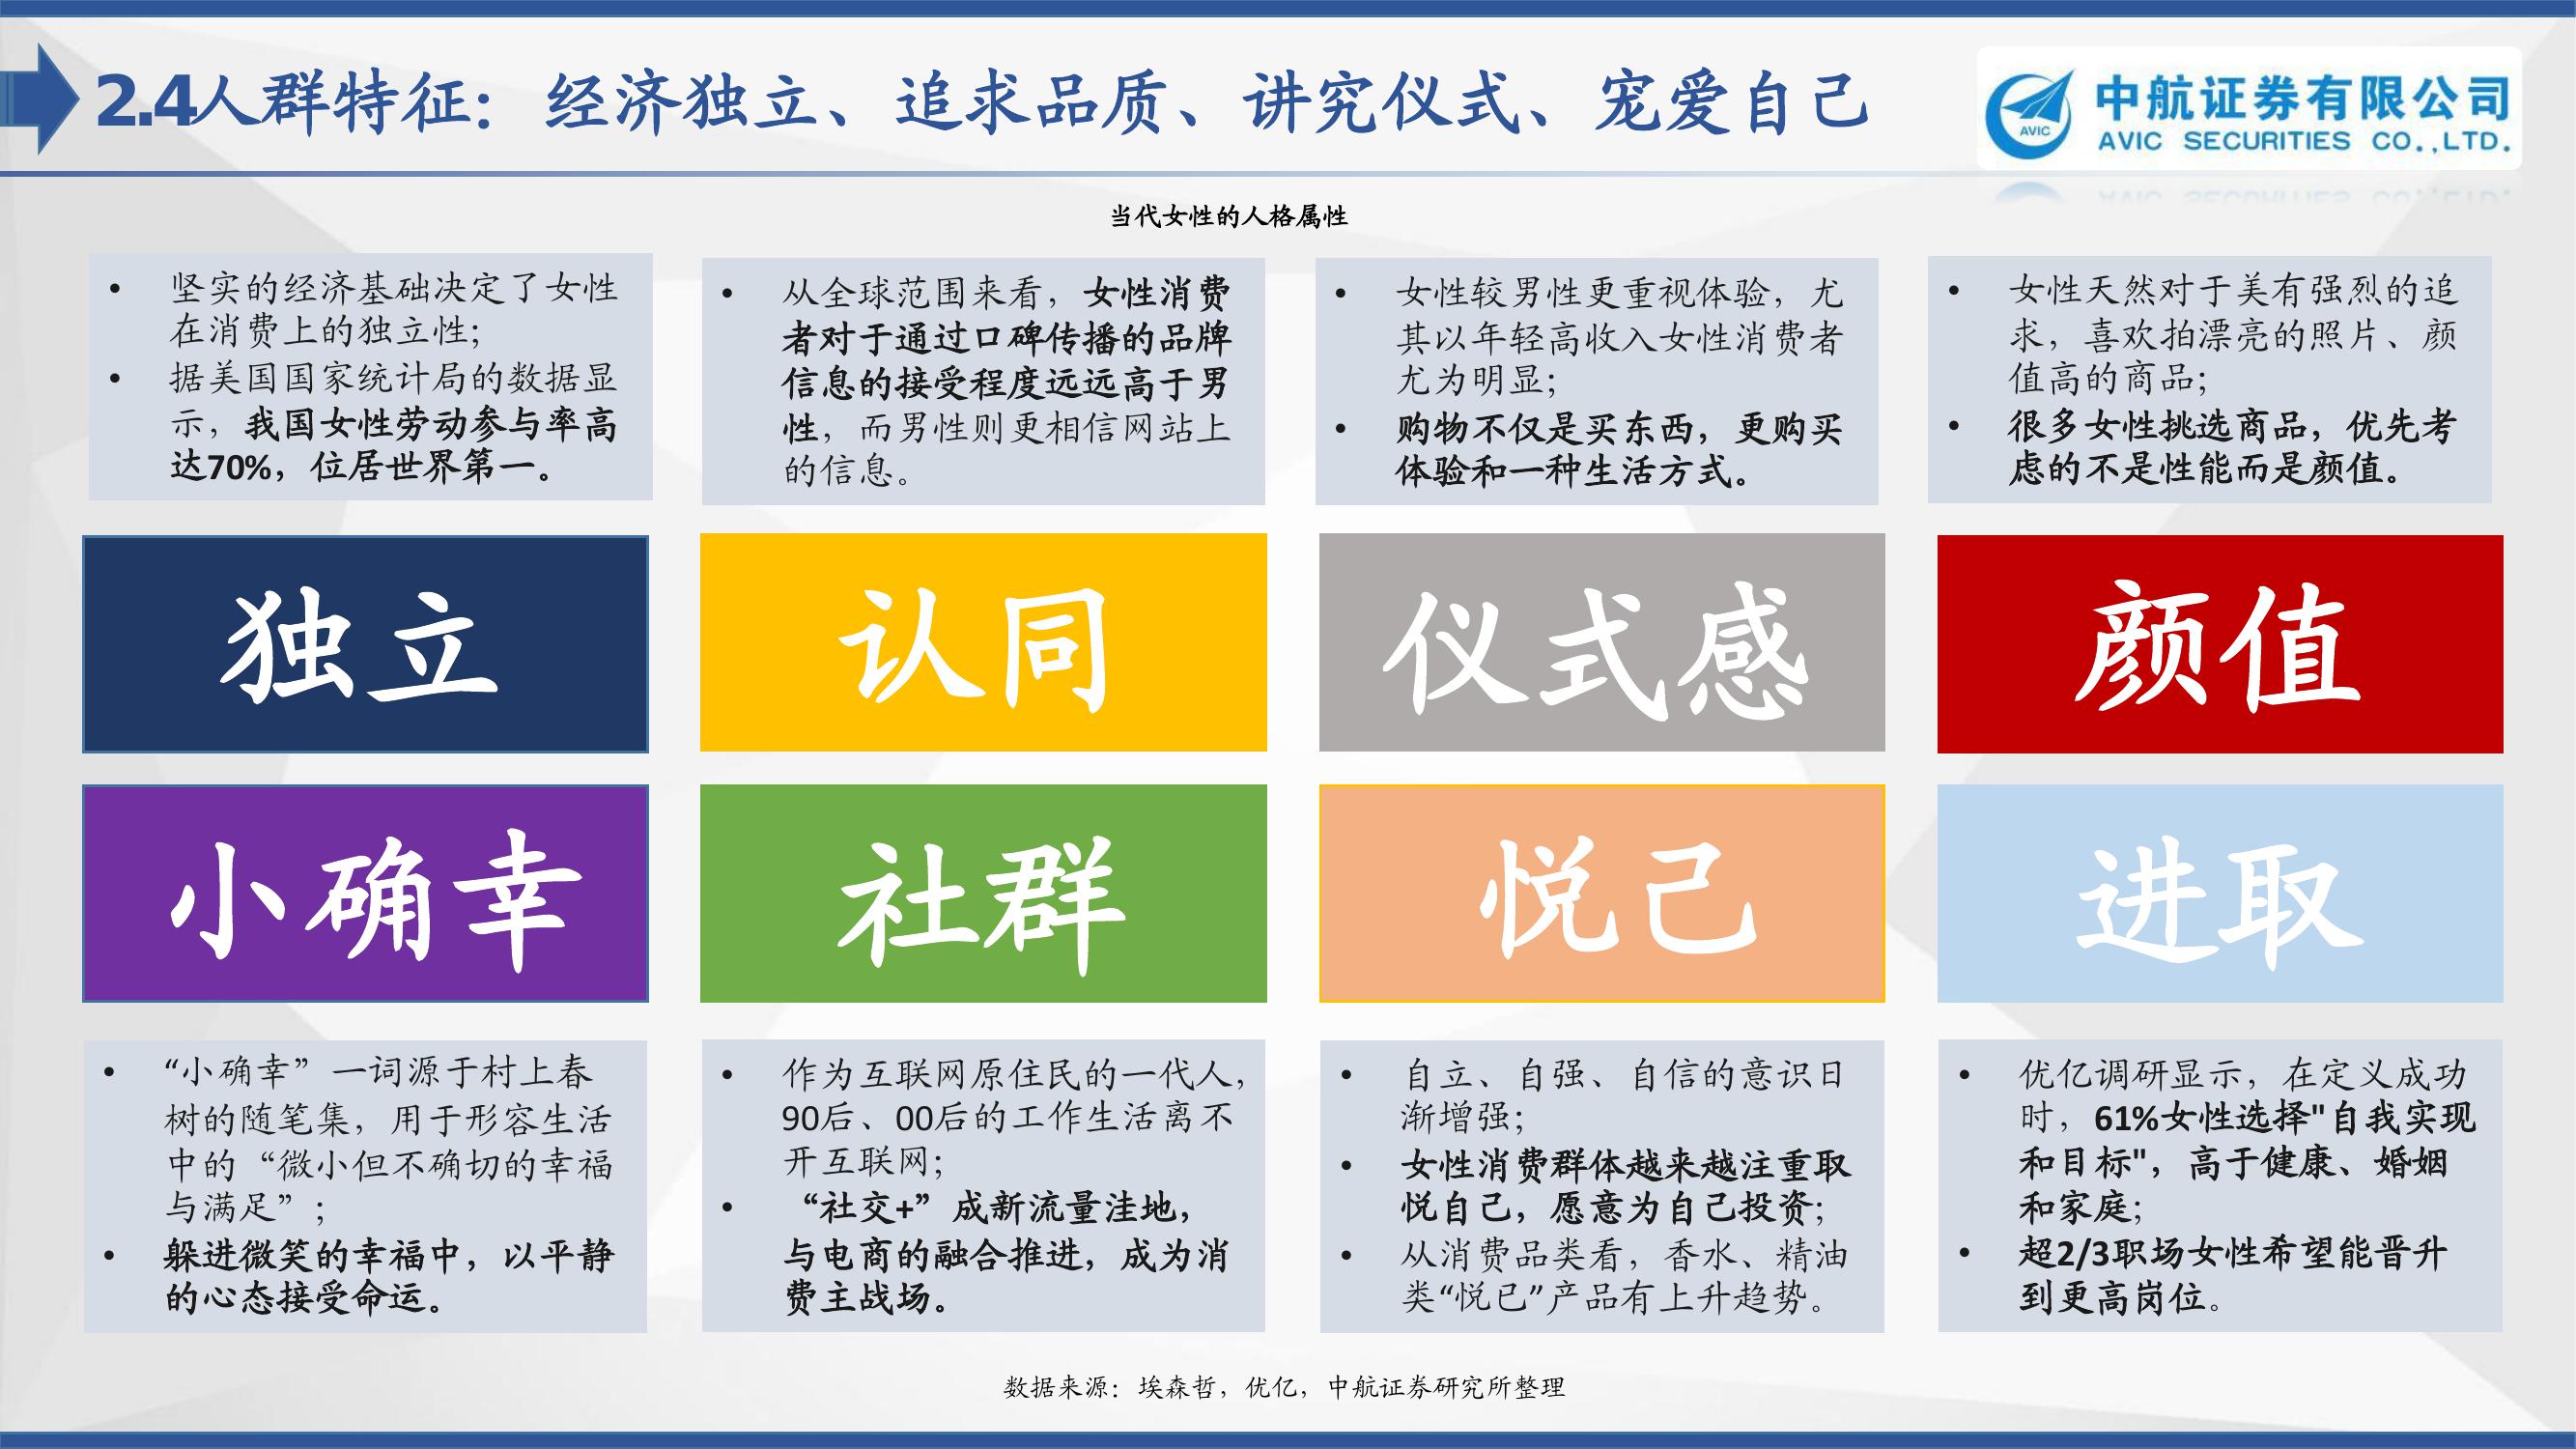 2.4人群特征：经济独立、追求品质、讲究仪式、宠爱自己
中航证券有限公司
AVIC SECURITIES CO.,LTD.
AVIC
当代女性的人格属性
• 坚实的经济基础决定了女性
在消费上的独立性；
• 据美国国家统计局的数据显
示，我国女性劳动参与率高
达70%，位居世界第一。
• 从全球范围来看，女性消费
者对于通过口碑传播的品牌
信息的接受程度远远高于男
性，而男性则更相信网站上
的信息。
• 女性较男性更重视体验，尤
其以年轻高收入女性消费者
尤为明显；
• 购物不仅是买东西，更购买
体验和一种生活方式。
• 女性天然对于美有强烈的追
求，喜欢拍漂亮的照片、颜
值高的商品；
• 很多女性挑选商品，优先考
虑的不是性能而是颜值。
独立
认同
仪式感
颜值
小确幸
社群
悦己
进取
• “小确幸”一词源于村上春
树的随笔集，用于形容生活
中的“微小但不确切的幸福
与满足”；
• 躲进微笑的幸福中，以平静
的心态接受命运。
• 作为互联网原住民的一代人，
90后、00后的工作生活离不
开互联网；
• “社交+”成新流量洼地，
与电商的融合推进，成为消
费主战场。
• 自立、自强、自信的意识日
渐增强；
• 女性消费群体越来越注重取
悦自己，愿意为自己投资；
• 从消费品类看，香水、精油
类“悦己”产品有上升趋势。
• 优亿调研显示，在定义成功
时，61%女性选择"自我实现
和目标"，高于健康、婚姻
和家庭；
• 超2/3职场女性希望能晋升
到更高岗位。
数据来源：埃森哲，优亿，中航证券研究所整理